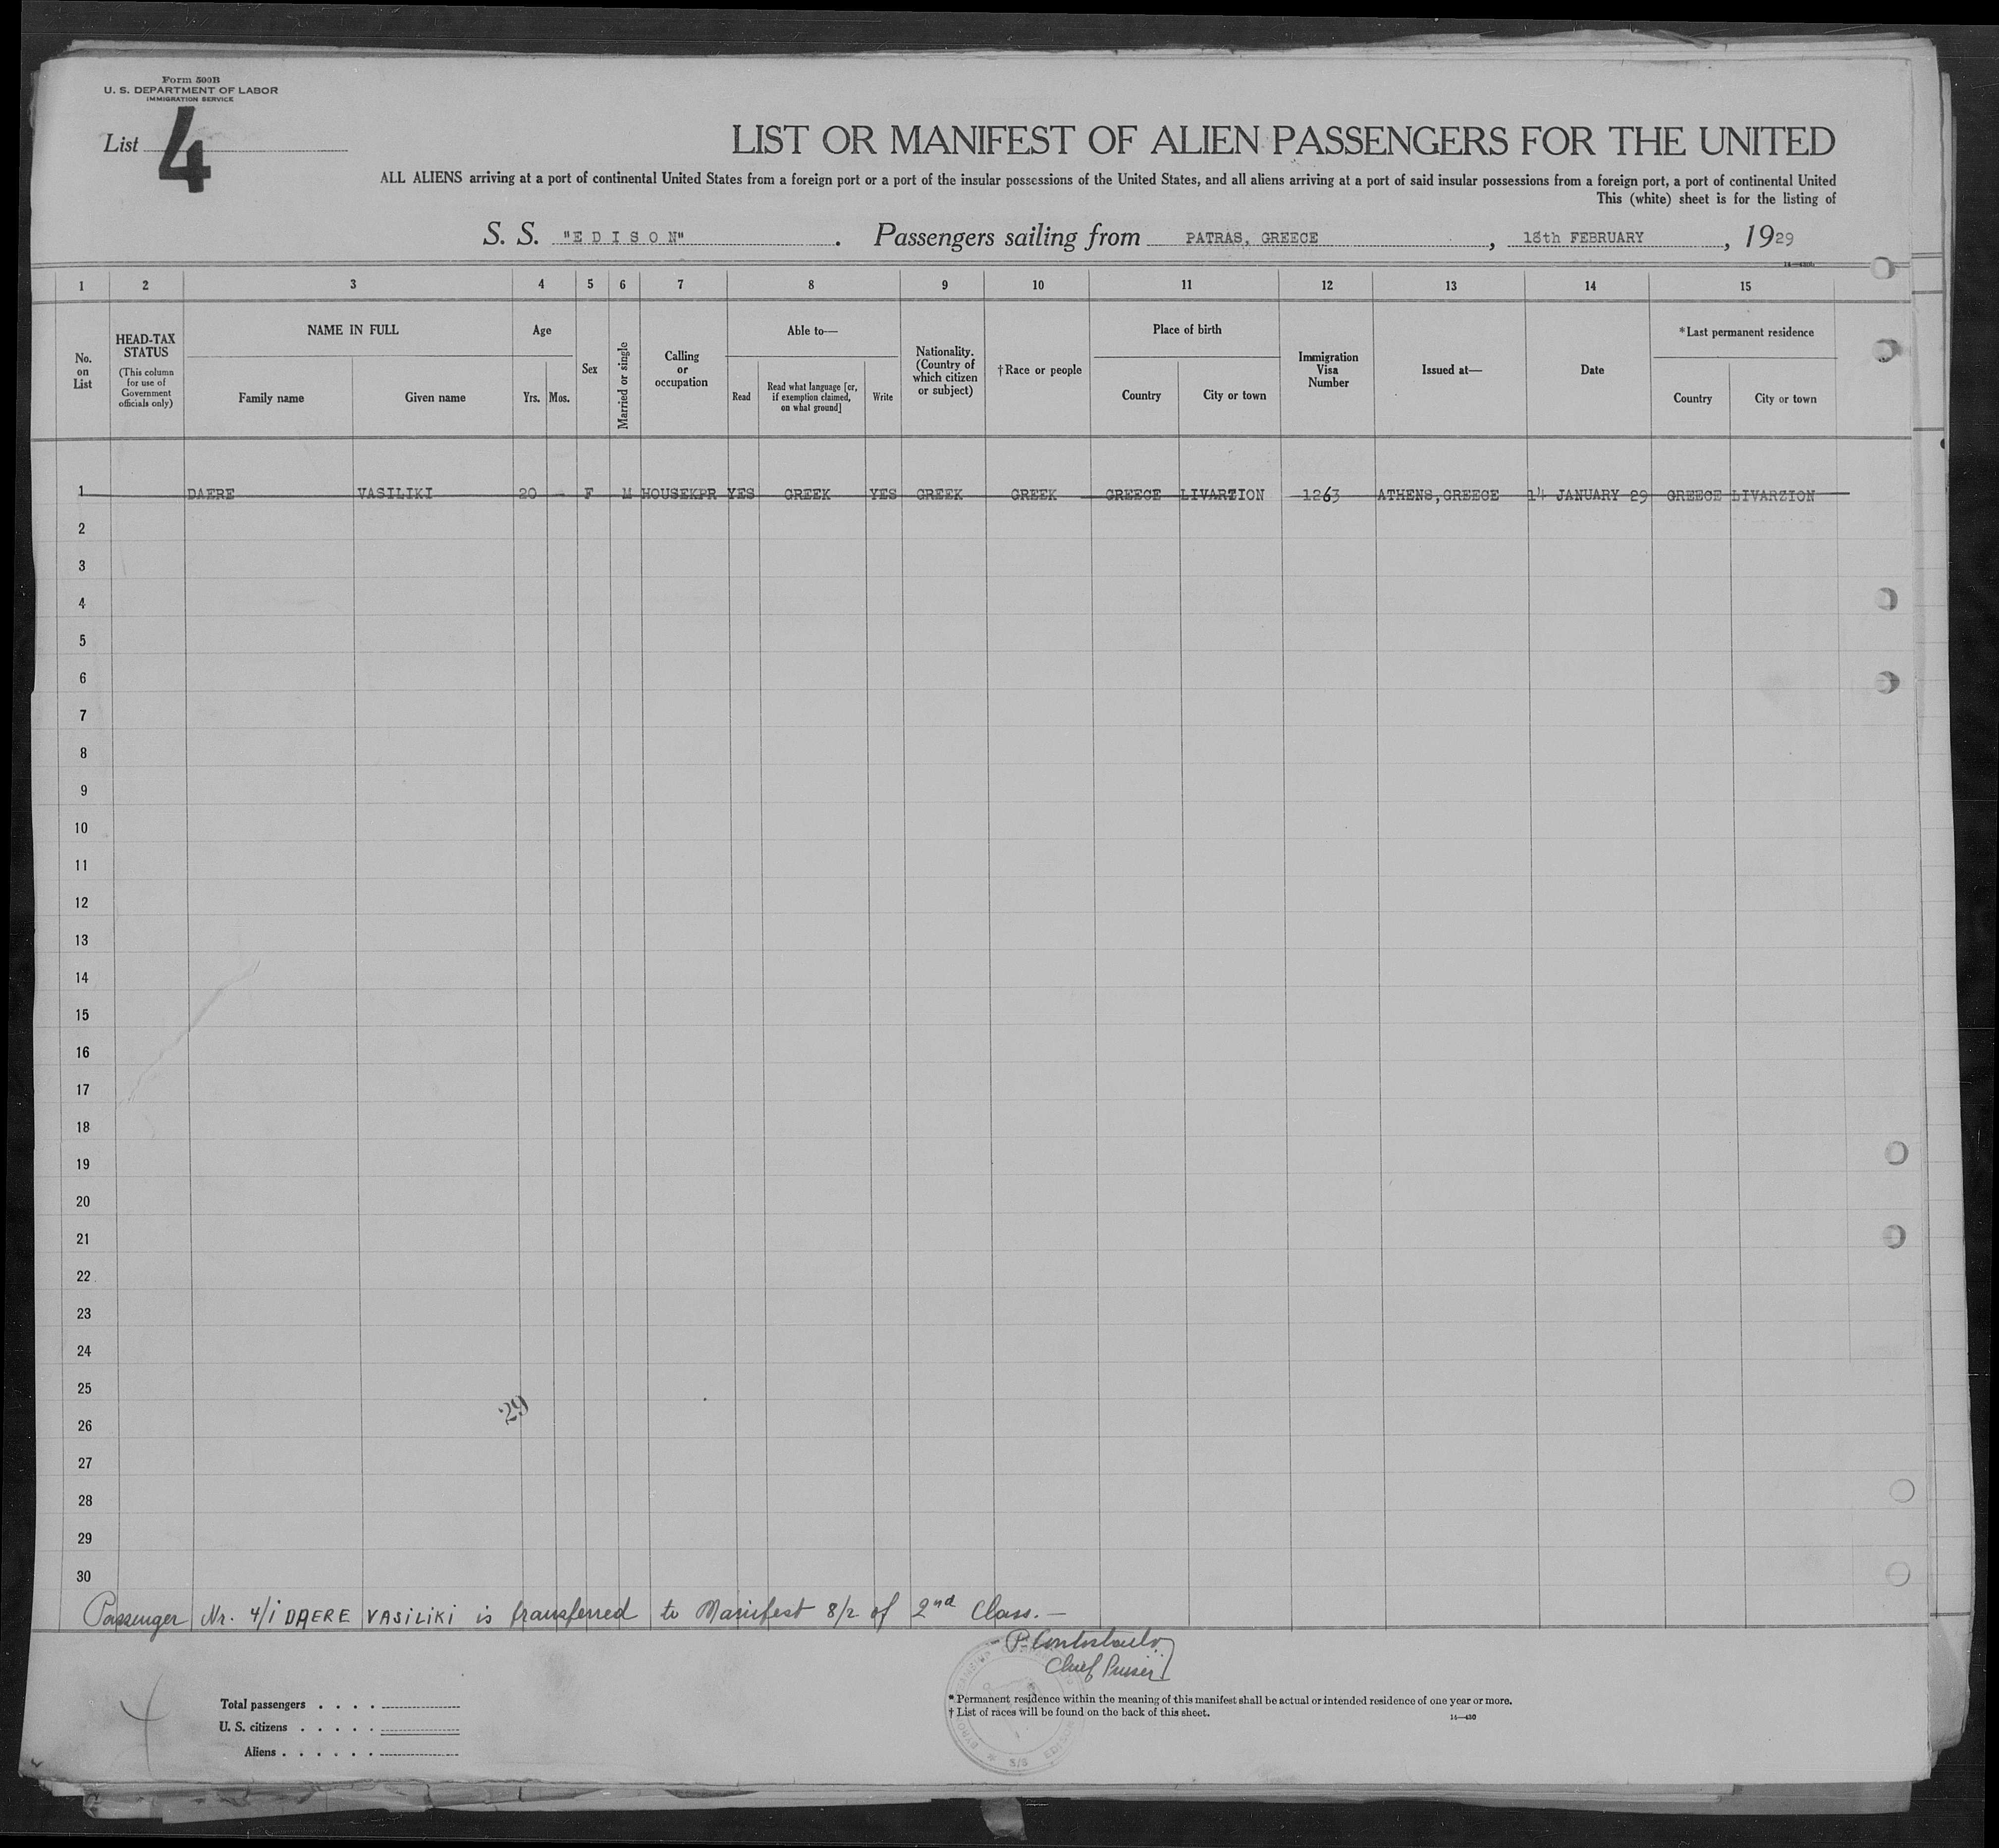 Form 500B
U. S. DEPARTMENT OF LABOR
IMMIGRATION SERVICE
List 4
LIST OR MANIFEST OF ALIEN PASSENGERS FOR THE UNITED
ALL ALIENS arriving at a port of continental United States from a foreign port or a port of the insular possessions of the United States, and all aliens arriving at a port of said insular possessions from a foreign port, a port of continental United
This (white) sheet is for the listing of
S. S. "EDISON". Passengers sailing from PATRAS, GREECE, 18th FEBRUARY, 1929
1 2 3 4 5 6 7 8 9 10 11 12 13 14 15
No. on List
HEAD-TAX STATUS
(This column for use of Government officials only)
NAME IN FULL
Family name Given name
Age
Yrs. Mos.
Sex
Married or single
Calling or occupation
Able to—
Read
Read what language [or, if exemption claimed, on what ground]
Write
Nationality. (Country of which citizen or subject)
†Race or people
Place of birth
Country City or town
Immigration Visa Number
Issued at—
Date
*Last permanent residence
Country City or town
1 DAERE VASILIKI 20 - F M HOUSEKPR YES GREEK YES GREEK GREEK GREECE LIVARZION 1263 ATHENS,GREECE 14 JANUARY 29 GREECE LIVARZION
2
3
4
5
6
7
8
9
10
11
12
13
14
15
16
17
18
19
20
21
22
23
24
25
29
26
27
28
29
30
Passenger Nr. 4/1 DAERE VASILIKI is transferred to Manifest 8/2 of 2nd Class. —
Chief Purser
4
Total passengers . . . .
U. S. citizens . . . . .
Aliens . . . . . .
* Permanent residence within the meaning of this manifest shall be actual or intended residence of one year or more.
† List of races will be found on the back of this sheet.
S/S EDISON